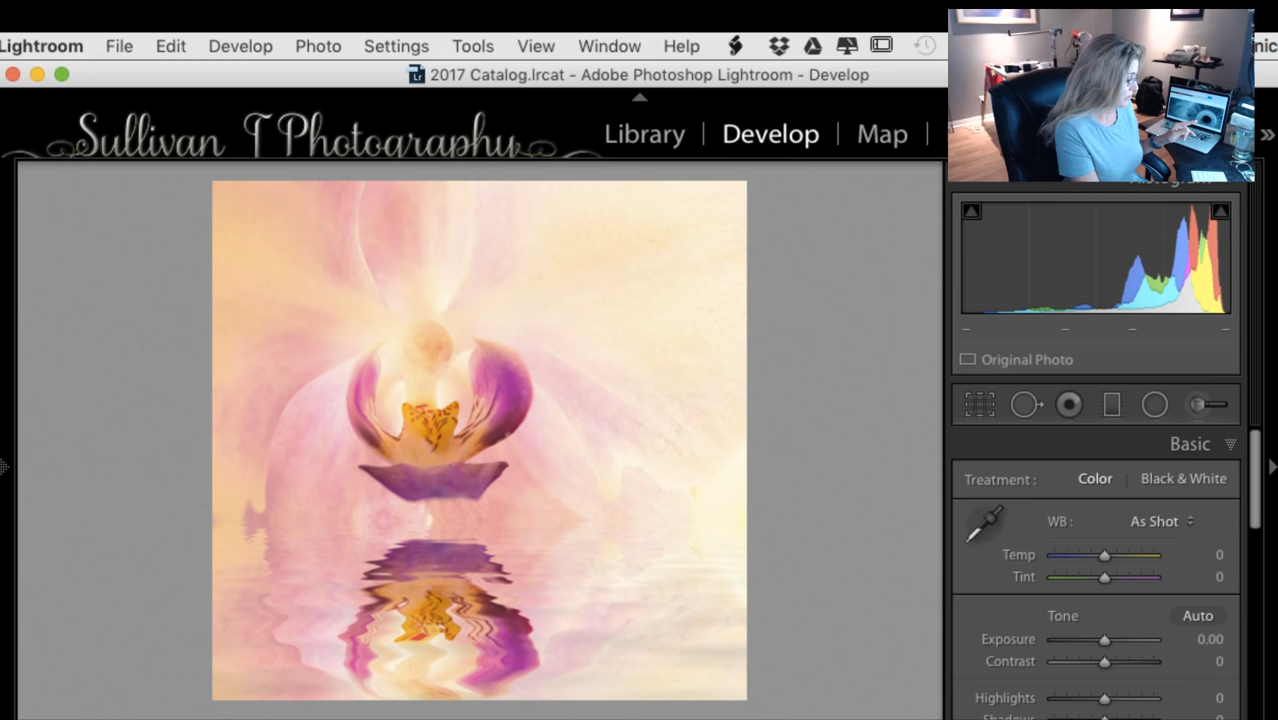 Lightroom File Edit Develop Photo Settings Tools View Window Help
2017 Catalog.lrcat - Adobe Photoshop Lightroom - Develop
Sullivan J Photography
Library | Develop | Map |
Original Photo
Basic
Treatment : Color | Black & White
WB : As Shot
Temp 0
Tint 0
Tone Auto
Exposure 0.00
Contrast 0
Highlights 0
Shadows